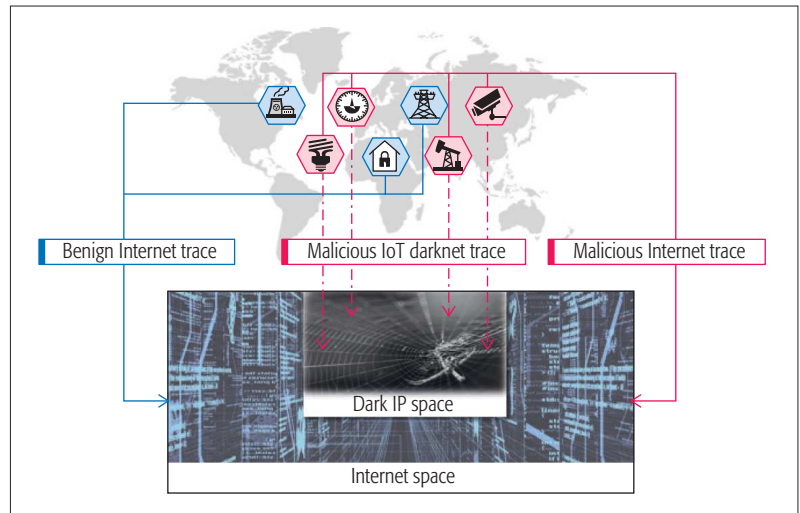 Benign Internet trace
Malicious IoT darknet trace
Malicious Internet trace
Dark IP space
Internet space